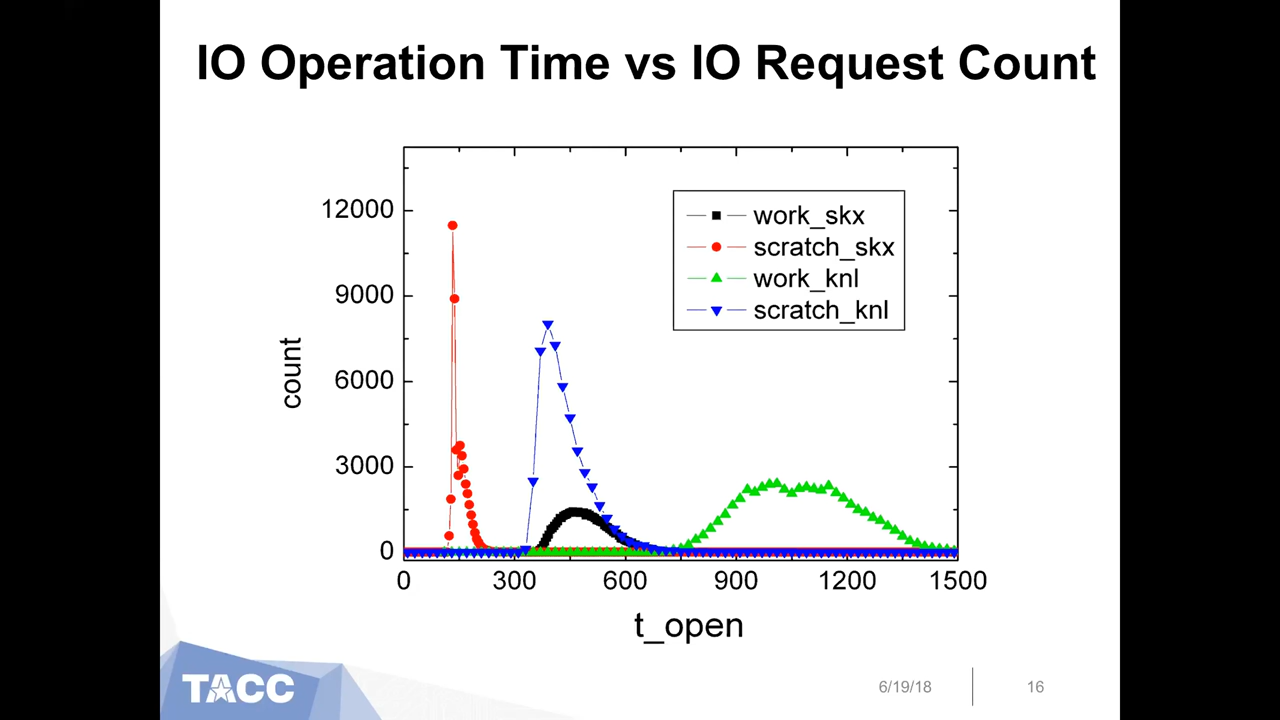 IO Operation Time vs IO Request Count
12000
9000
6000
3000
0
count
work_skx
scratch_skx
work_knl
scratch_knl
0 300 600 900 1200 1500
t_open
TACC
6/19/18 16